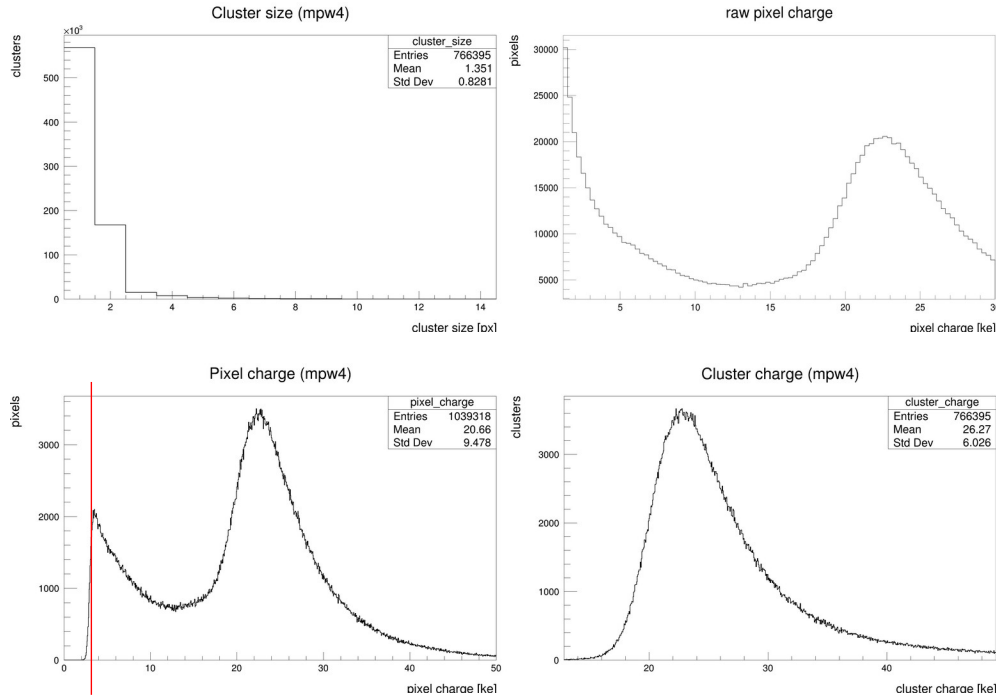 Cluster size (mpw4)
×10³
clusters
cluster_size
Entries 766395
Mean 1.351
Std Dev 0.8281
500
400
300
200
100
0
2 4 6 8 10 12 14
cluster size [px]
raw pixel charge
pixels
30000
25000
20000
15000
10000
5000
5 10 15 20 25 3
pixel charge [ke]
Pixel charge (mpw4)
pixels
pixel_charge
Entries 1039318
Mean 20.66
Std Dev 9.478
3000
2000
1000
0
0 10 20 30 40 50
pixel charge [ke]
Cluster charge (mpw4)
clusters
cluster_charge
Entries 766395
Mean 26.27
Std Dev 6.026
3000
2000
1000
0
20 30 40
cluster charge [ke]